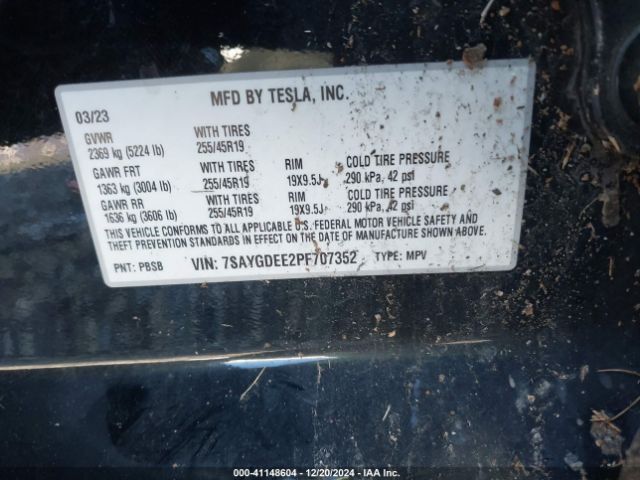 MFD BY TESLA, INC.
03/23
GVWR WITH TIRES
2369 kg (5224 lb) 255/45R19
GAWR FRT WITH TIRES RIM COLD TIRE PRESSURE
1363 kg (3004 lb) 255/45R19 19X9.5J 290 kPa, 42 psi
GAWR RR WITH TIRES RIM COLD TIRE PRESSURE
1636 kg (3606 lb) 255/45R19 19X9.5J 290 kPa, 42 psi
THIS VEHICLE CONFORMS TO ALL APPLICABLE U.S. FEDERAL MOTOR VEHICLE SAFETY AND
THEFT PREVENTION STANDARDS IN EFFECT ON THE DATE OF MANUFACTURE SHOWN ABOVE.
PNT: PBSB VIN: 7SAYGDEE2PF707352 TYPE: MPV
000-41148604 - 12/20/2024 - IAA Inc.